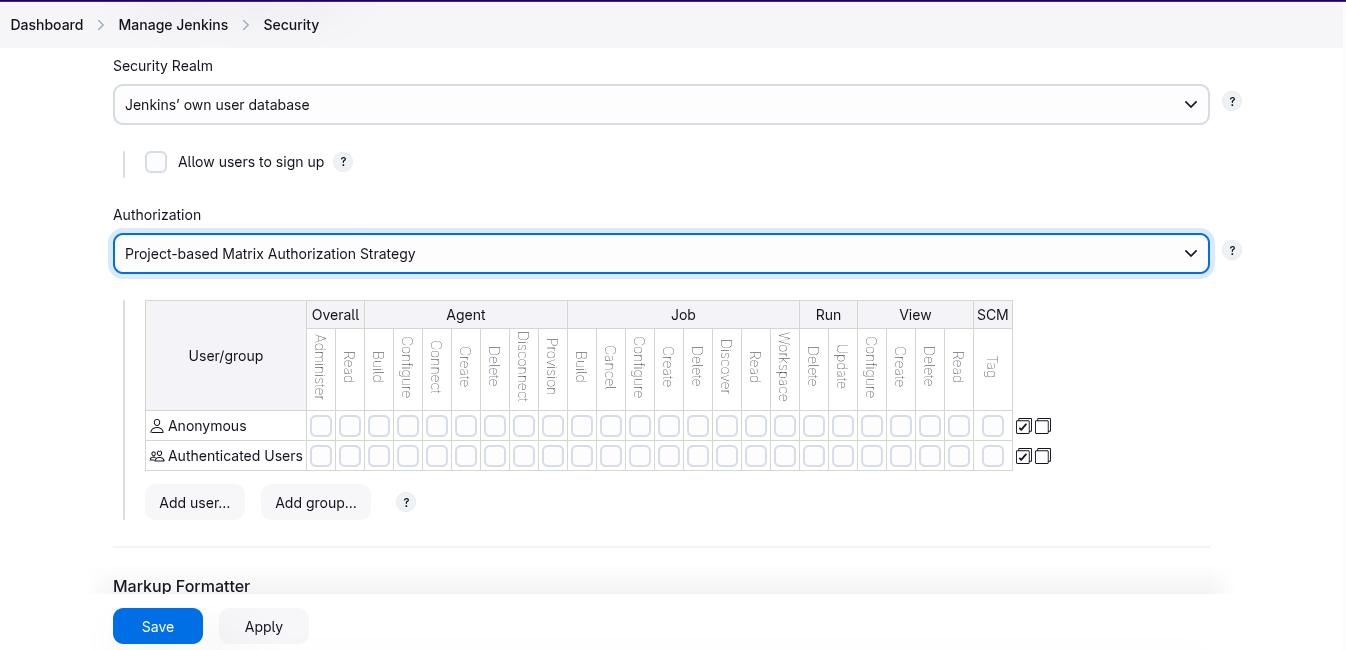 Dashboard > Manage Jenkins > Security
Security Realm
Jenkins’ own user database
?
Allow users to sign up ?
Authorization
Project-based Matrix Authorization Strategy
?
User/group
Overall Agent Job Run View SCM
Administer Read Build Configure Connect Create Delete Disconnect Provision Build Cancel Configure Create Delete Discover Read Workspace Delete Update Configure Create Delete Read Tag
Anonymous
Authenticated Users
Add user... Add group... ?
Markup Formatter
Save Apply